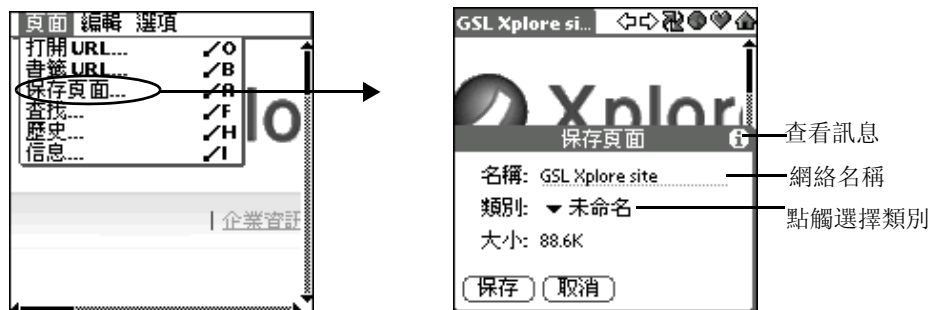 頁面 編輯 選項
打開 URL... ✓O
書籤 URL... ✓B
保存頁面... ✓A
查找... ✓F
歷史... ✓H
信息... ✓I
lo
企業資訊
GSL Xplore si...
Xplor
保存頁面
查看訊息
名稱: GSL Xplore site
網絡名稱
類別: 未命名
點觸選擇類別
大小: 88.6K
保存 取消